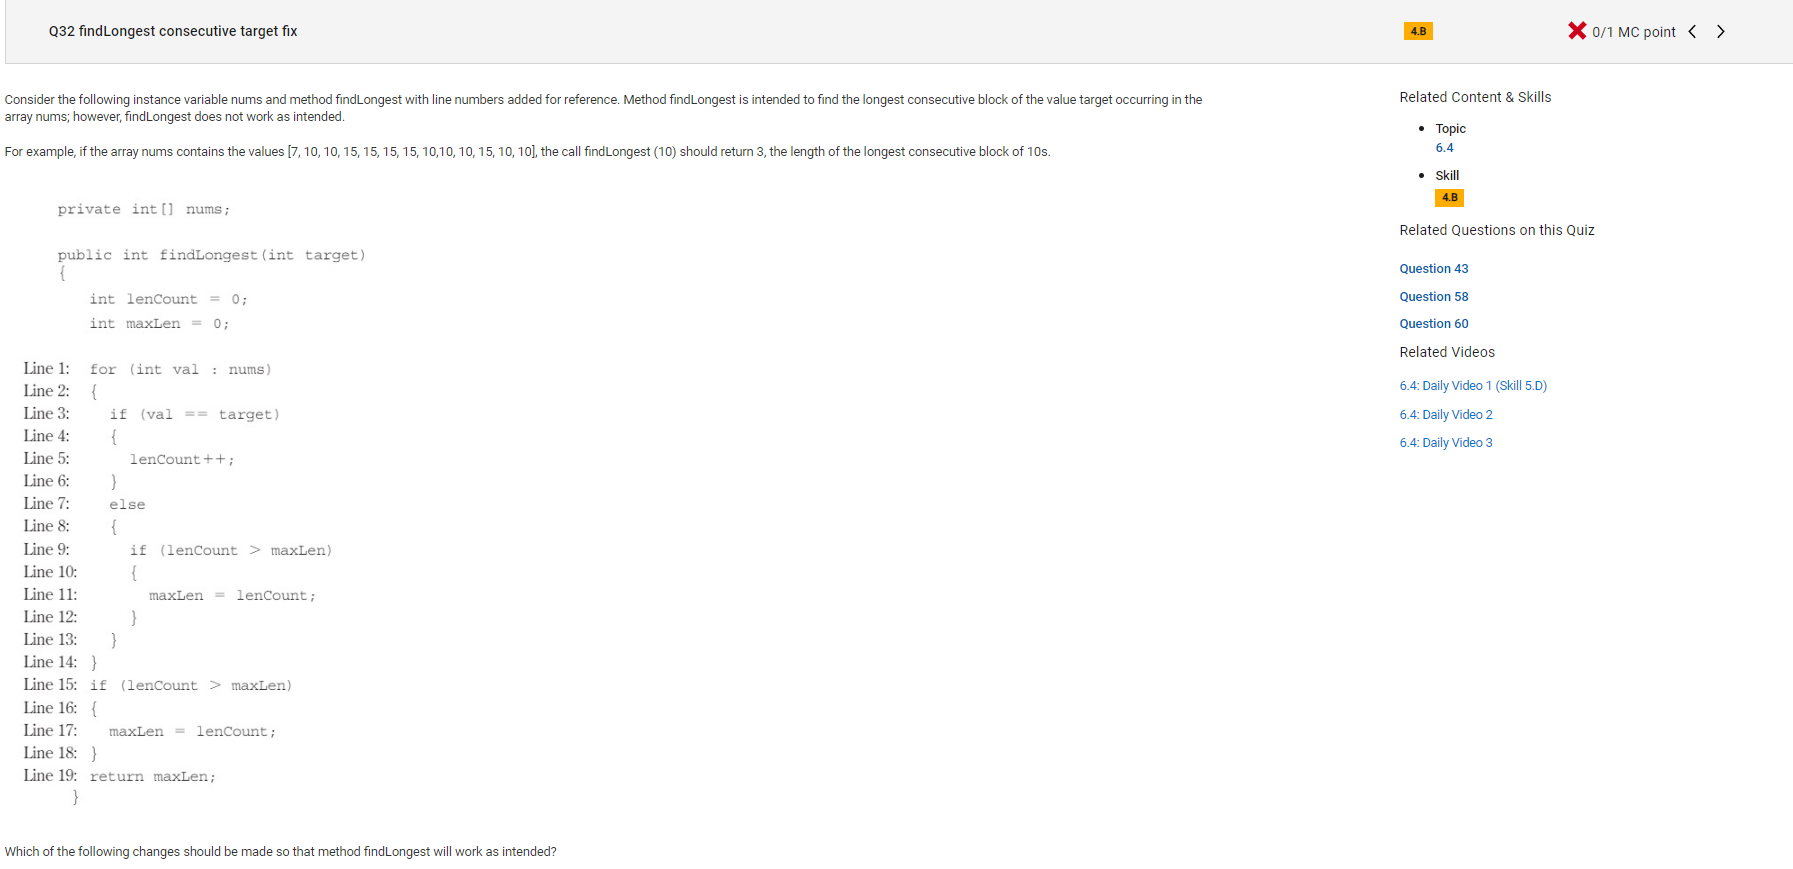 Q32 findLongest consecutive target fix
4.B
0/1 MC point
Consider the following instance variable nums and method findLongest with line numbers added for reference. Method findLongest is intended to find the longest consecutive block of the value target occurring in the
array nums; however, findLongest does not work as intended.
For example, if the array nums contains the values [7, 10, 10, 15, 15, 15, 15, 10,10, 10, 15, 10, 10], the call findLongest (10) should return 3, the length of the longest consecutive block of 10s.
private int[] nums;
public int findLongest(int target)
{
int lenCount = 0;
int maxLen = 0;
Line 1: for (int val : nums)
Line 2: {
Line 3: if (val == target)
Line 4: {
Line 5: lenCount++;
Line 6: }
Line 7: else
Line 8: {
Line 9: if (lenCount > maxLen)
Line 10: {
Line 11: maxLen = lenCount;
Line 12: }
Line 13: }
Line 14: }
Line 15: if (lenCount > maxLen)
Line 16: {
Line 17: maxLen = lenCount;
Line 18: }
Line 19: return maxLen;
}
Which of the following changes should be made so that method findLongest will work as intended?
Related Content & Skills
• Topic
6.4
• Skill
4.B
Related Questions on this Quiz
Question 43
Question 58
Question 60
Related Videos
6.4: Daily Video 1 (Skill 5.D)
6.4: Daily Video 2
6.4: Daily Video 3